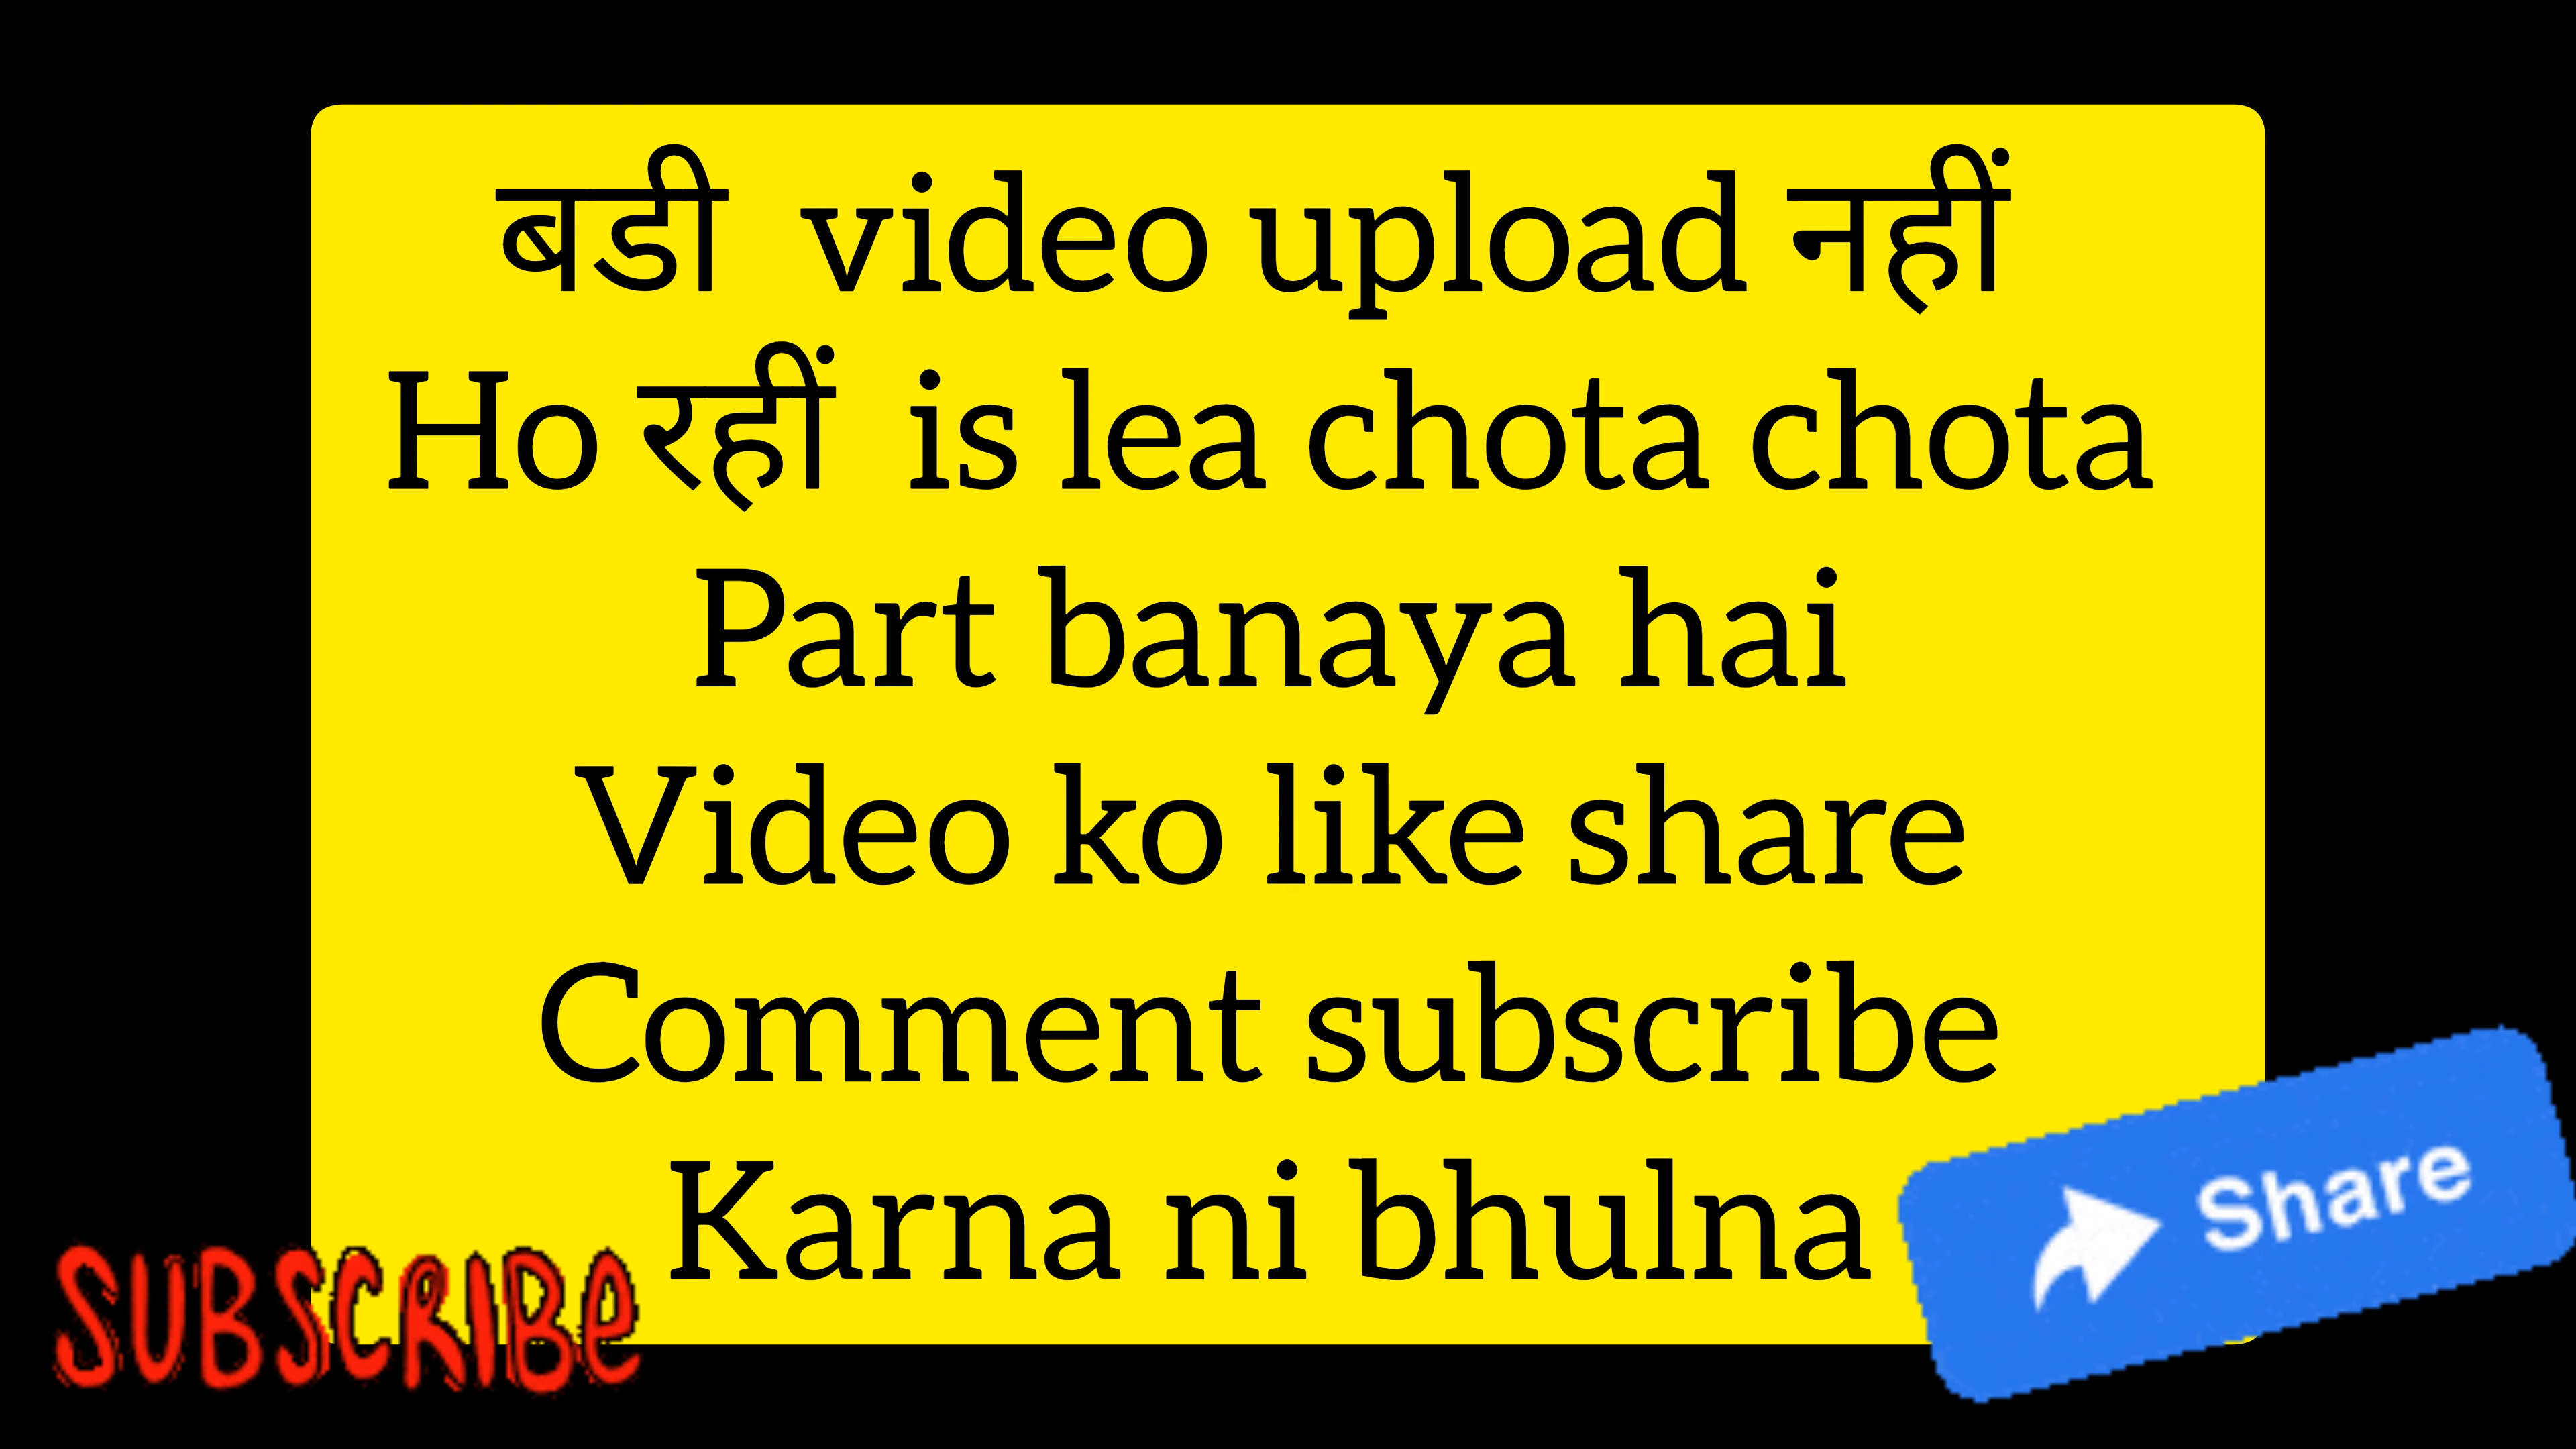 बडी video upload नहीं
Ho रहीं is lea chota chota
Part banaya hai
Video ko like share
Comment subscribe
Karna ni bhulna
SUBSCRIBe
Share